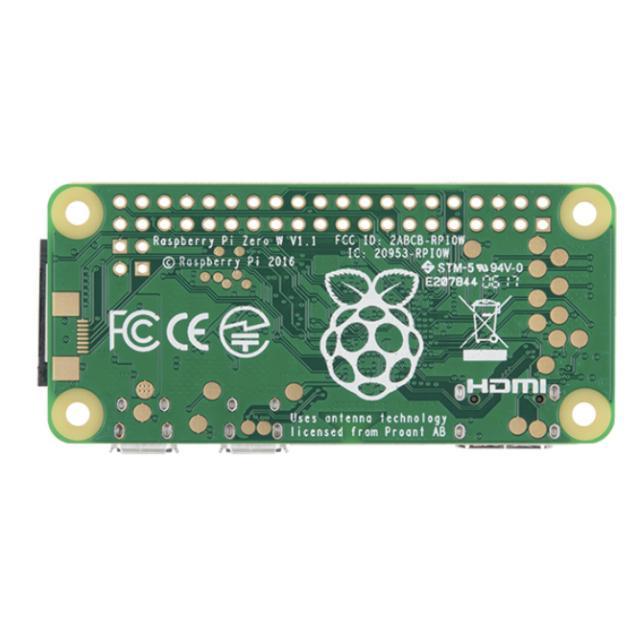 Raspberry Pi Zero W V1.1
© Raspberry Pi 2016
FCC ID: 2ABCB-RPI0W
IC: 20953-RPI0W
STM-5 94V-0
E207844 0517
FC CE
HDMI
Uses antenna technology
licensed from Proant AB